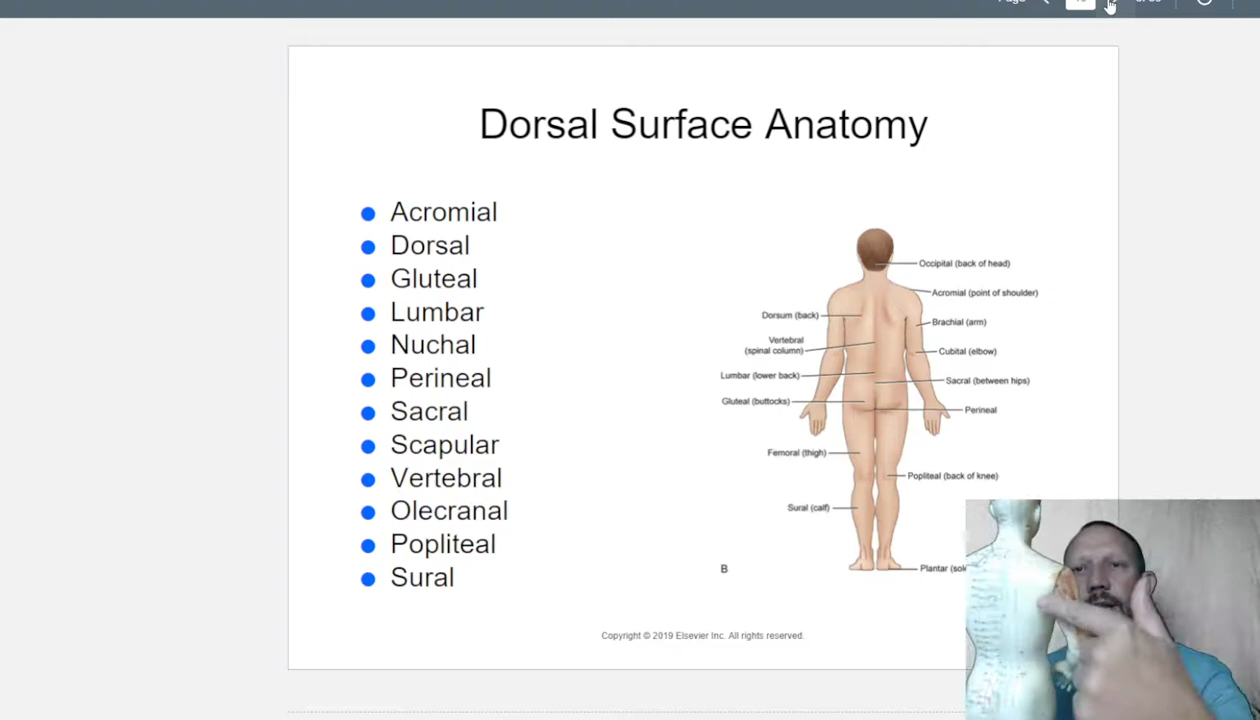 Page
Dorsal Surface Anatomy
Acromial
Dorsal
Gluteal
Lumbar
Nuchal
Perineal
Sacral
Scapular
Vertebral
Olecranal
Popliteal
Sural
Occipital (back of head)
Acromial (point of shoulder)
Dorsum (back)
Brachial (arm)
Vertebral
(spinal column)
Cubital (elbow)
Lumbar (lower back)
Sacral (between hips)
Gluteal (buttocks)
Perineal
Femoral (thigh)
Popliteal (back of knee)
Sural (calf)
B
Plantar
Copyright © 2019 Elsevier Inc. All rights reserved.